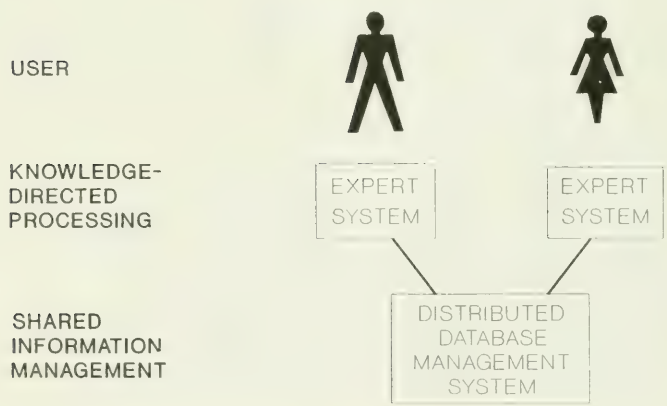 USER
KNOWLEDGE-
DIRECTED
PROCESSING
EXPERT
SYSTEM
EXPERT
SYSTEM
SHARED
INFORMATION
MANAGEMENT
DISTRIBUTED
DATABASE
MANAGEMENT
SYSTEM